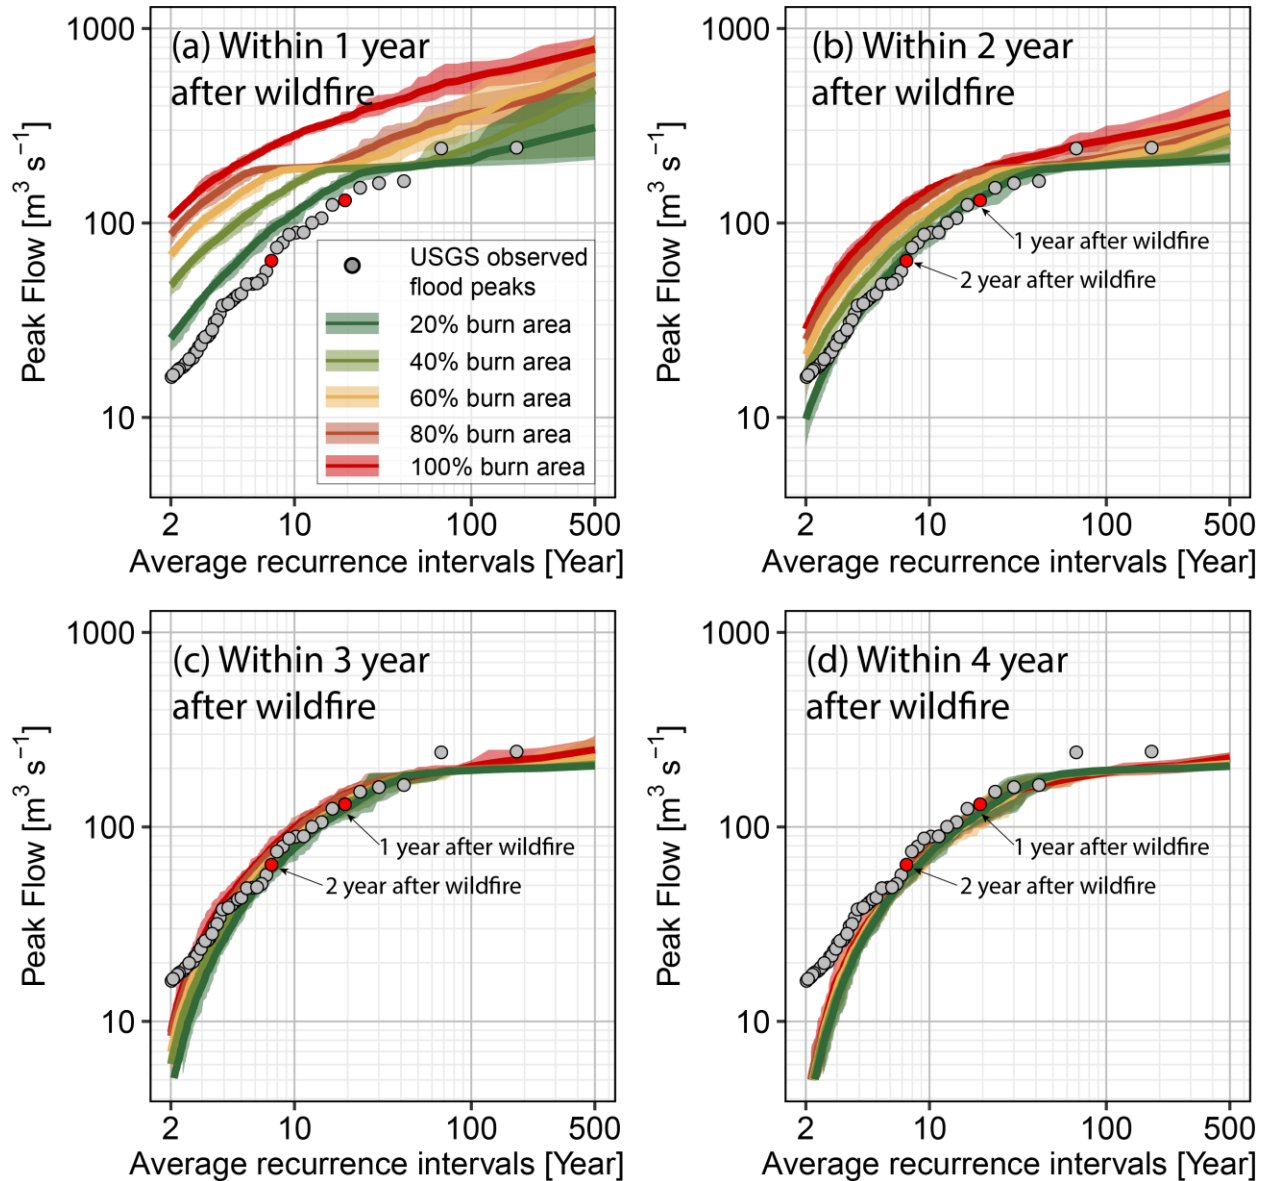 (a) Within 1 year
after wildfire
Peak Flow [m³ s⁻¹]
1000
100
10
USGS observed
flood peaks
20% burn area
40% burn area
60% burn area
80% burn area
100% burn area
2 10 100 500
Average recurrence intervals [Year]
(b) Within 2 year
after wildfire
Peak Flow [m³ s⁻¹]
1000
100
10
1 year after wildfire
2 year after wildfire
2 10 100 500
Average recurrence intervals [Year]
(c) Within 3 year
after wildfire
Peak Flow [m³ s⁻¹]
1000
100
10
1 year after wildfire
2 year after wildfire
2 10 100 500
Average recurrence intervals [Year]
(d) Within 4 year
after wildfire
Peak Flow [m³ s⁻¹]
1000
100
10
1 year after wildfire
2 year after wildfire
2 10 100 500
Average recurrence intervals [Year]